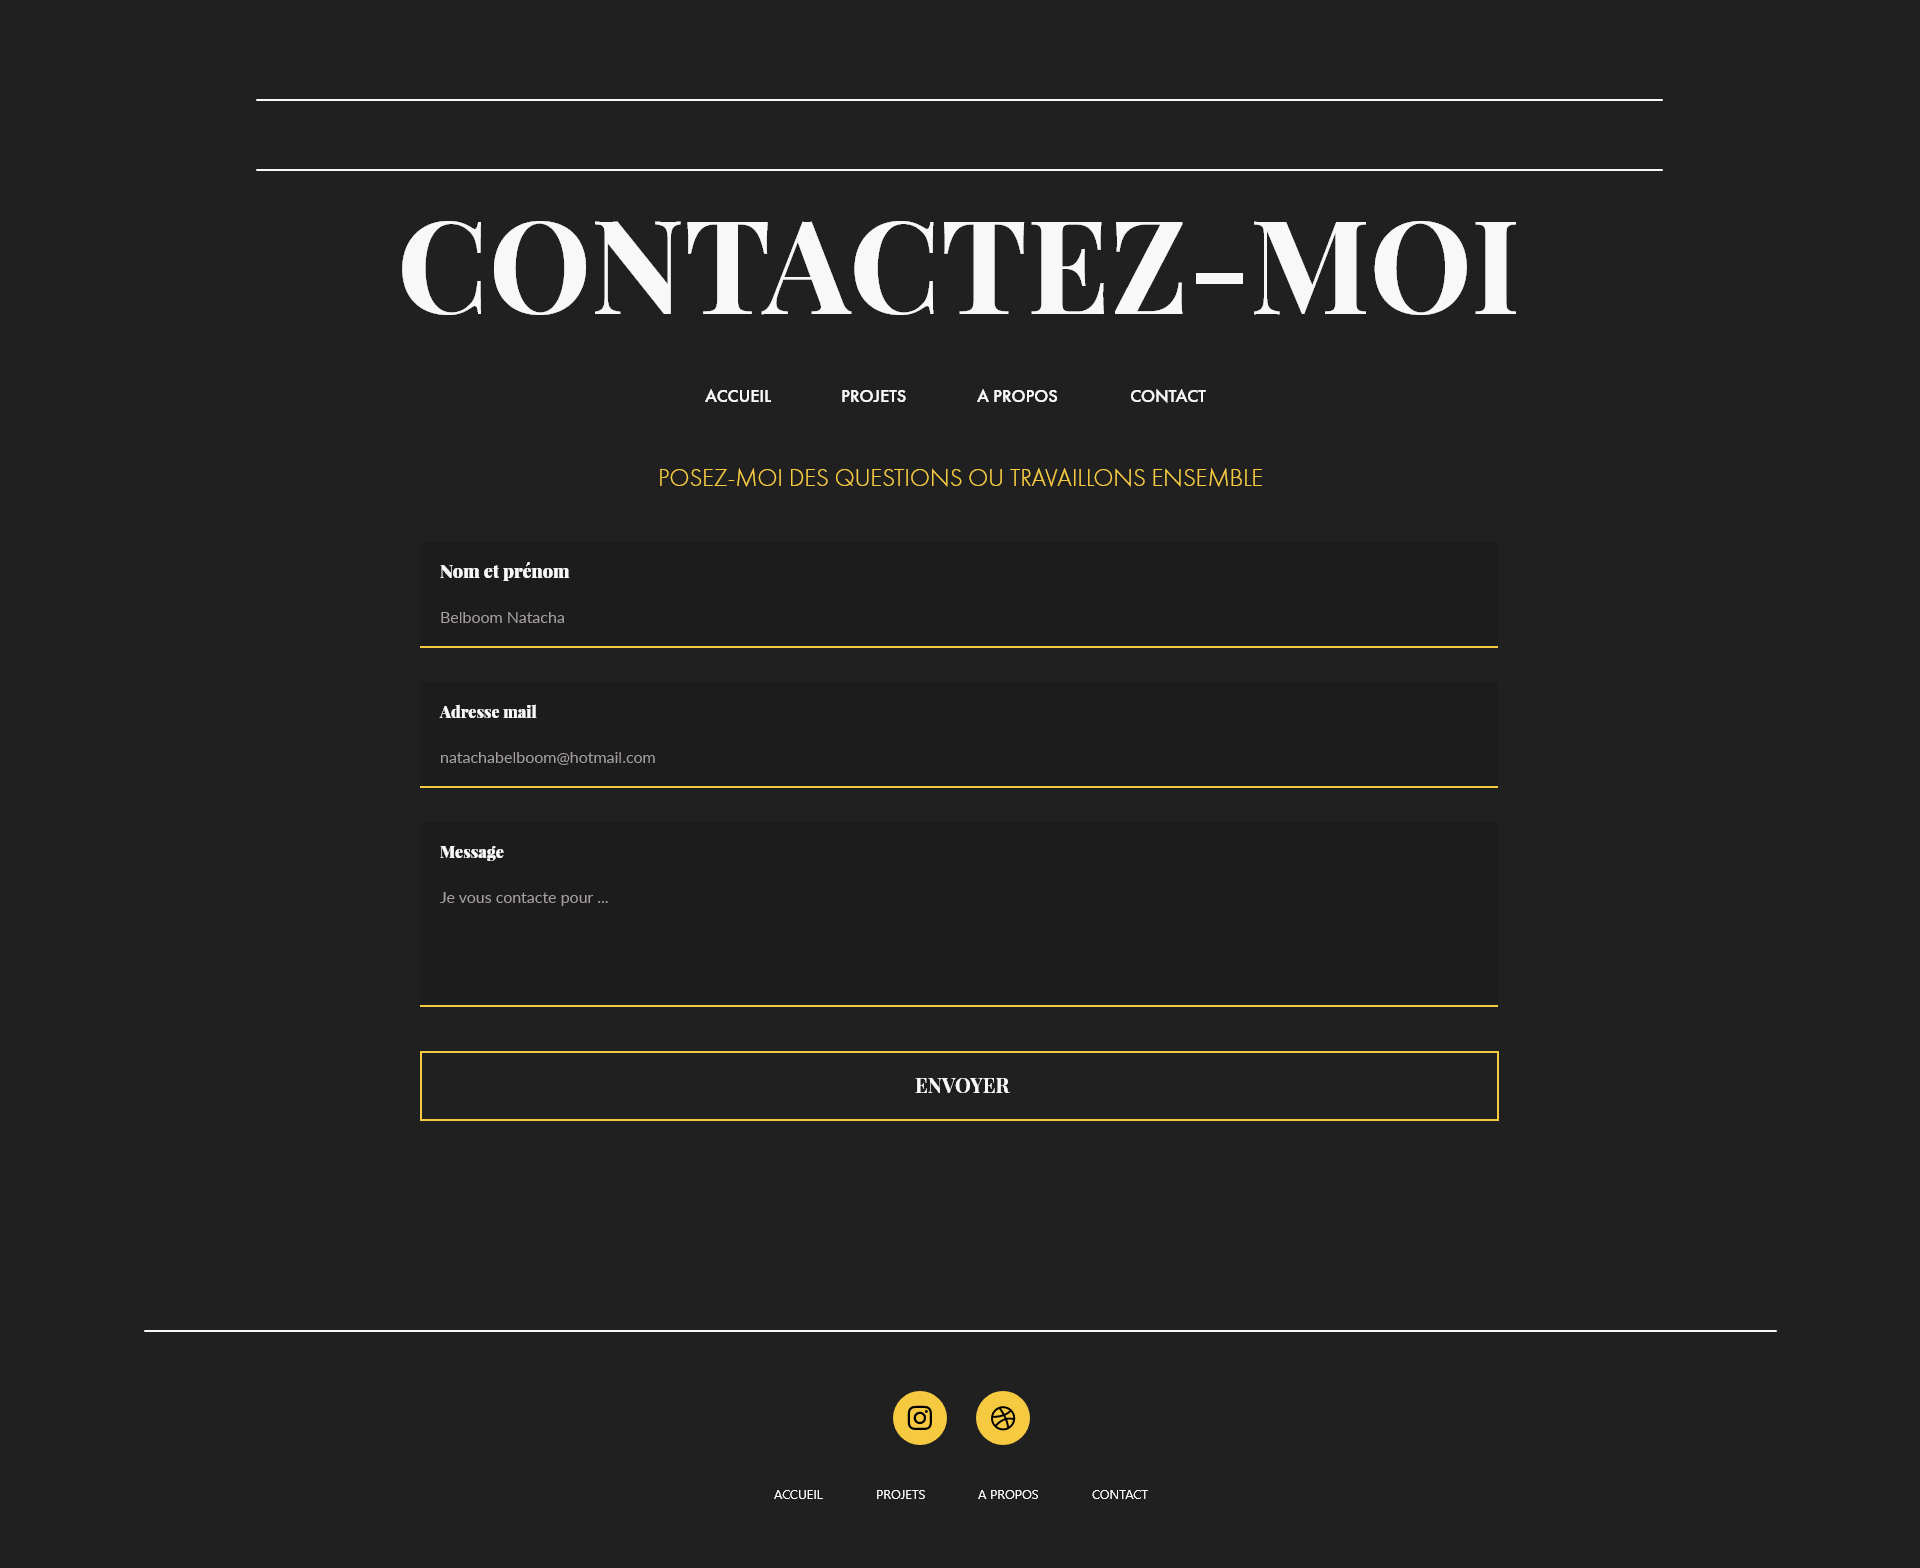 CONTACTEZ-MOI
ACCUEIL PROJETS A PROPOS CONTACT
POSEZ-MOI DES QUESTIONS OU TRAVAILLONS ENSEMBLE
Nom et prénom
Belboom Natacha
Adresse mail
natachabelboom@hotmail.com
Message
Je vous contacte pour ...
ENVOYER
ACCUEIL PROJETS A PROPOS CONTACT